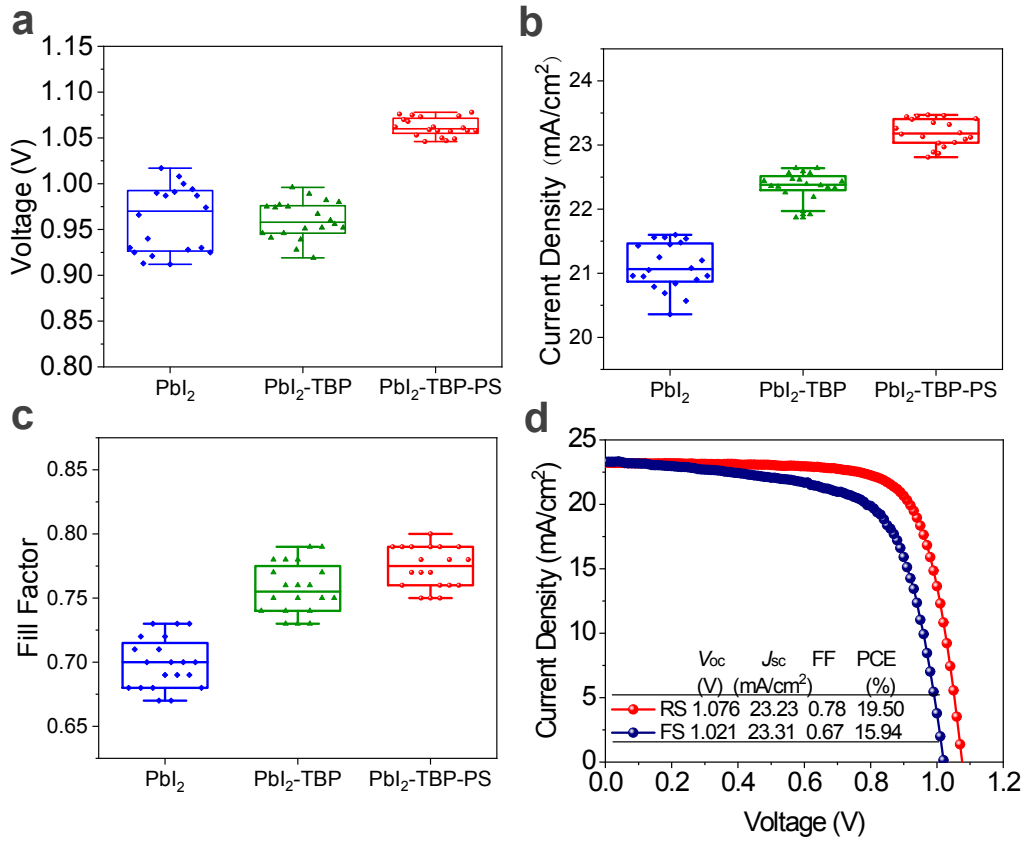 a
1.15
1.10
1.05
1.00
0.95
0.90
0.85
0.80
Voltage (V)
PbI₂
PbI₂-TBP
PbI₂-TBP-PS
b
24
23
22
21
20
Current Density (mA/cm²)
PbI₂
PbI₂-TBP
PbI₂-TBP-PS
c
0.85
0.80
0.75
0.70
0.65
Fill Factor
PbI₂
PbI₂-TBP
PbI₂-TBP-PS
d
25
20
15
10
5
0
Current Density (mA/cm²)
Voc Jsc FF PCE
(V) (mA/cm²) (%)
RS 1.076 23.23 0.78 19.50
FS 1.021 23.31 0.67 15.94
0.0 0.2 0.4 0.6 0.8 1.0 1.2
Voltage (V)